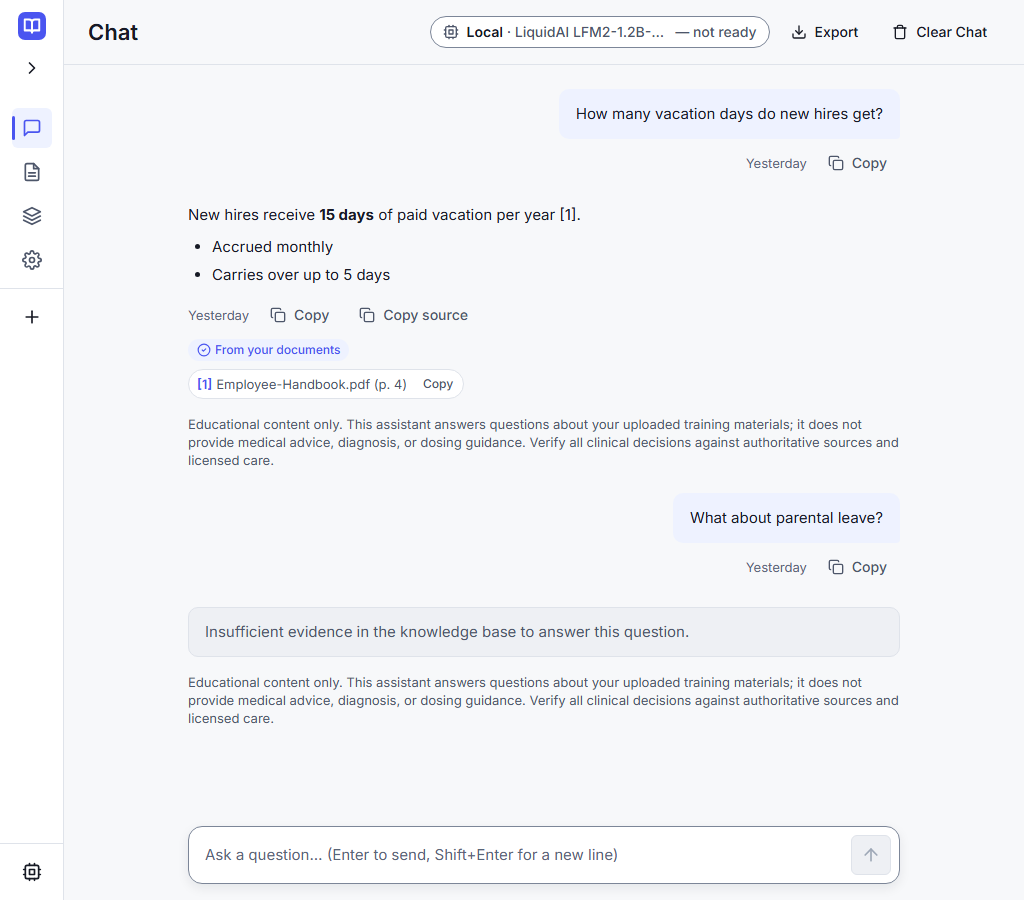 Chat
Local · LiquidAI LFM2-1.2B-... — not ready
Export
Clear Chat
How many vacation days do new hires get?
Yesterday
Copy
New hires receive 15 days of paid vacation per year [1].
• Accrued monthly
• Carries over up to 5 days
Yesterday
Copy
Copy source
From your documents
[1] Employee-Handbook.pdf (p. 4)
Copy
Educational content only. This assistant answers questions about your uploaded training materials; it does not
provide medical advice, diagnosis, or dosing guidance. Verify all clinical decisions against authoritative sources and
licensed care.
What about parental leave?
Yesterday
Copy
Insufficient evidence in the knowledge base to answer this question.
Educational content only. This assistant answers questions about your uploaded training materials; it does not
provide medical advice, diagnosis, or dosing guidance. Verify all clinical decisions against authoritative sources and
licensed care.
Ask a question... (Enter to send, Shift+Enter for a new line)